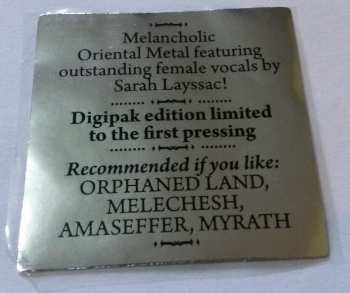 Melancholic
Oriental Metal featuring
outstanding female vocals by
Sarah Layssac!
Digipak edition limited
to the first pressing
Recommended if you like:
ORPHANED LAND,
MELECHESH,
AMASEFFER, MYRATH